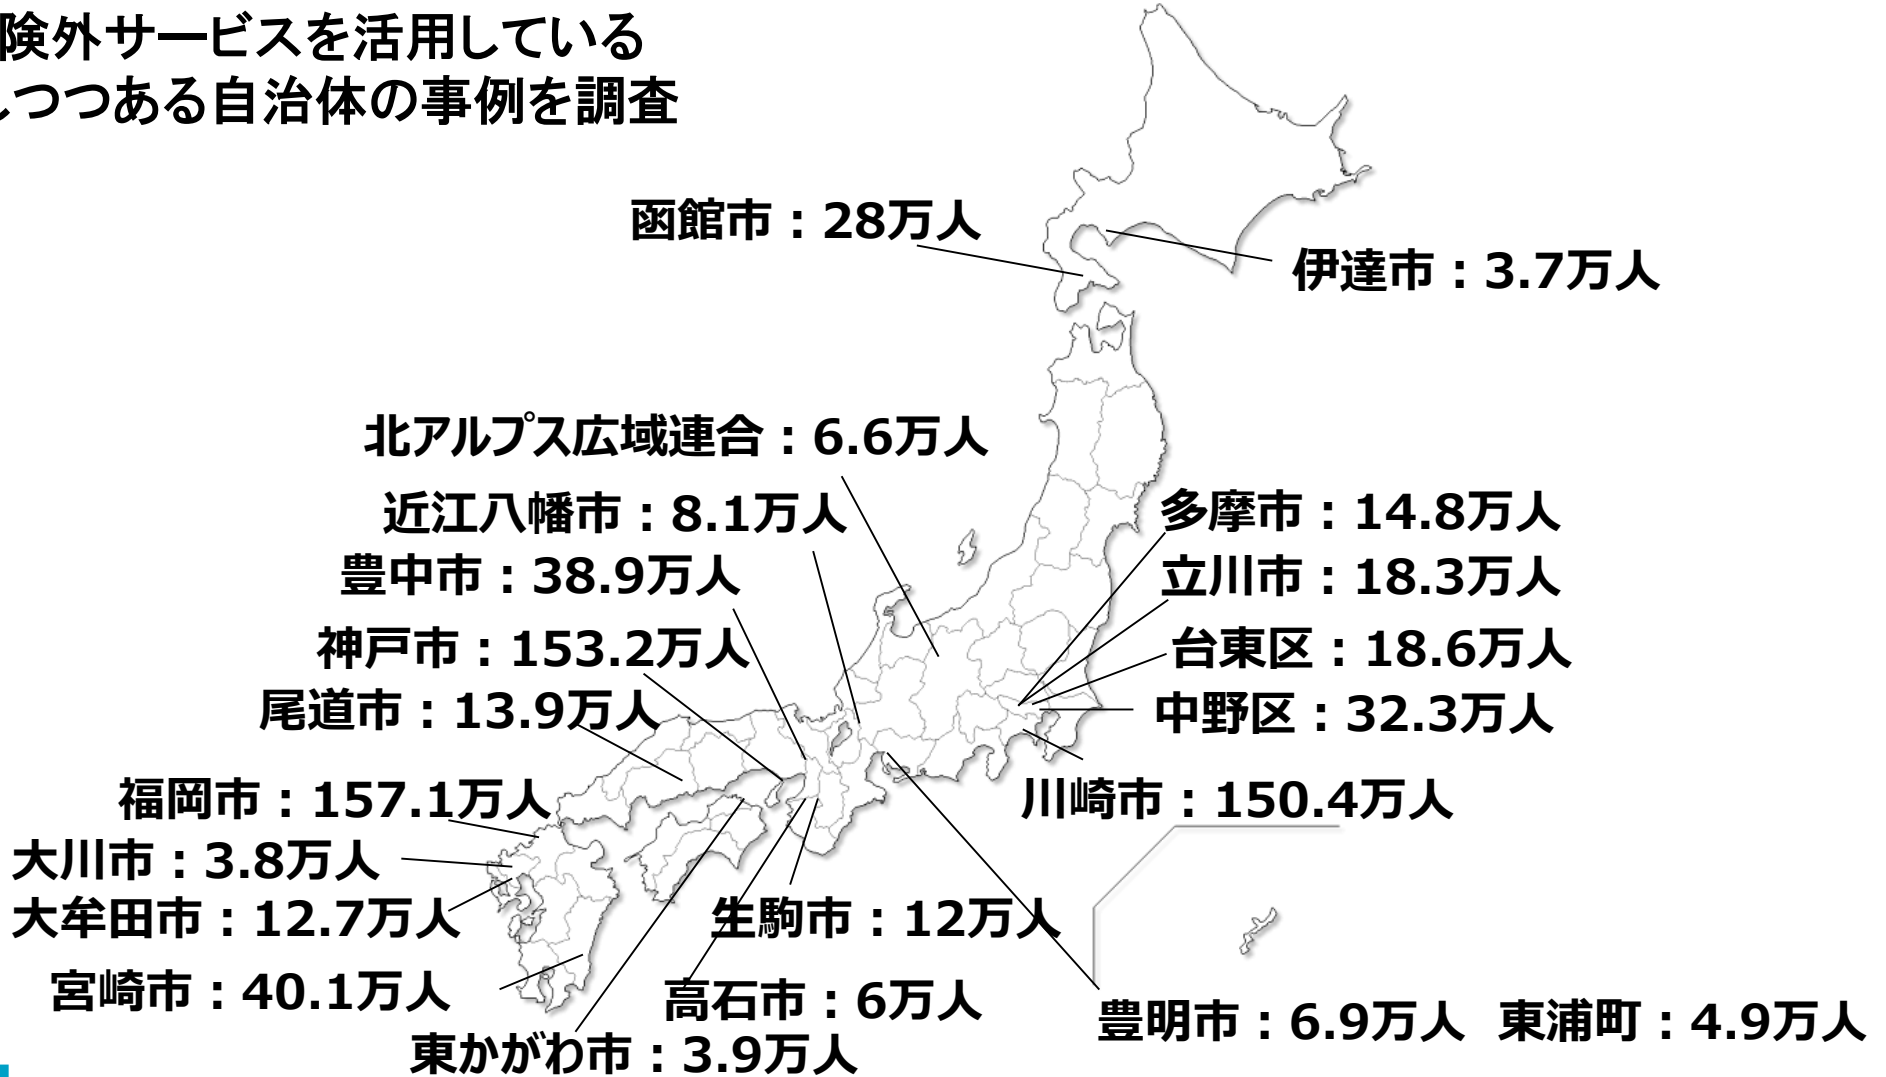 険外サービスを活用している
しつつある自治体の事例を調査
函館市：28万人
伊達市：3.7万人
北アルプス広域連合：6.6万人
近江八幡市：8.1万人
豊中市：38.9万人
神戸市：153.2万人
尾道市：13.9万人
福岡市：157.1万人
大川市：3.8万人
大牟田市：12.7万人
宮崎市：40.1万人
東かがわ市：3.9万人
高石市：6万人
生駒市：12万人
多摩市：14.8万人
立川市：18.3万人
台東区：18.6万人
中野区：32.3万人
川崎市：150.4万人
豊明市：6.9万人 東浦町：4.9万人